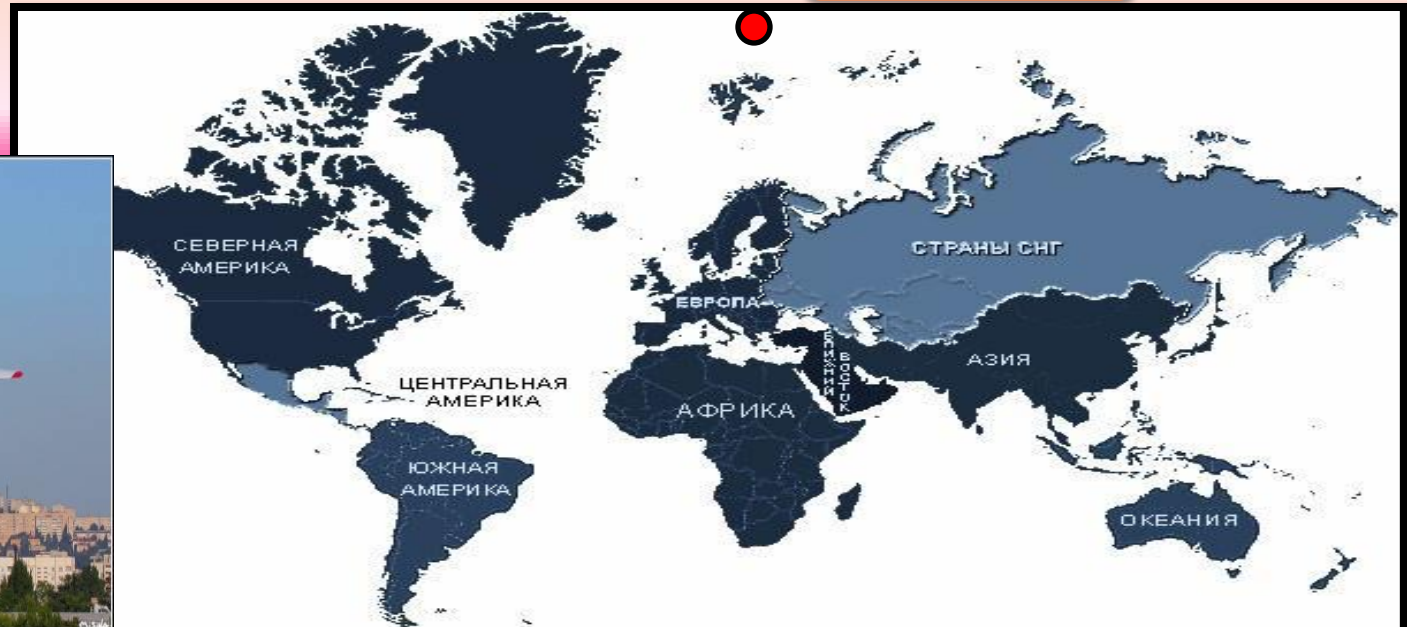 СЕВЕРНАЯ
АМЕРИКА
СТРАНЫ СНГ
ЕВРОПА
БЛИЖНИЙ
ВОСТОК
АЗИЯ
ЦЕНТРАЛЬНАЯ
АМЕРИКА
АФРИКА
ЮЖНАЯ
АМЕРИКА
ОКЕАНИЯ